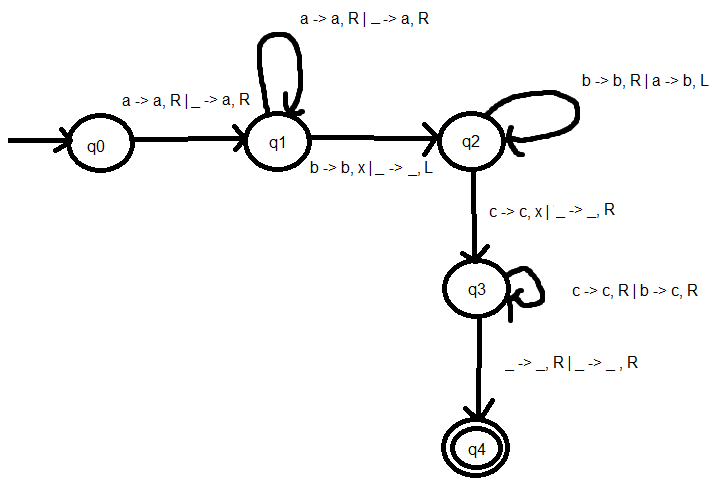 a -> a, R | _ -> a, R
a -> a, R | _ -> a, R
b -> b, R | a -> b, L
q0
q1
q2
b -> b, x | _ -> _, L
c -> c, x | _ -> _, R
q3
c -> c, R | b -> c, R
_ -> _, R | _ -> _ , R
q4